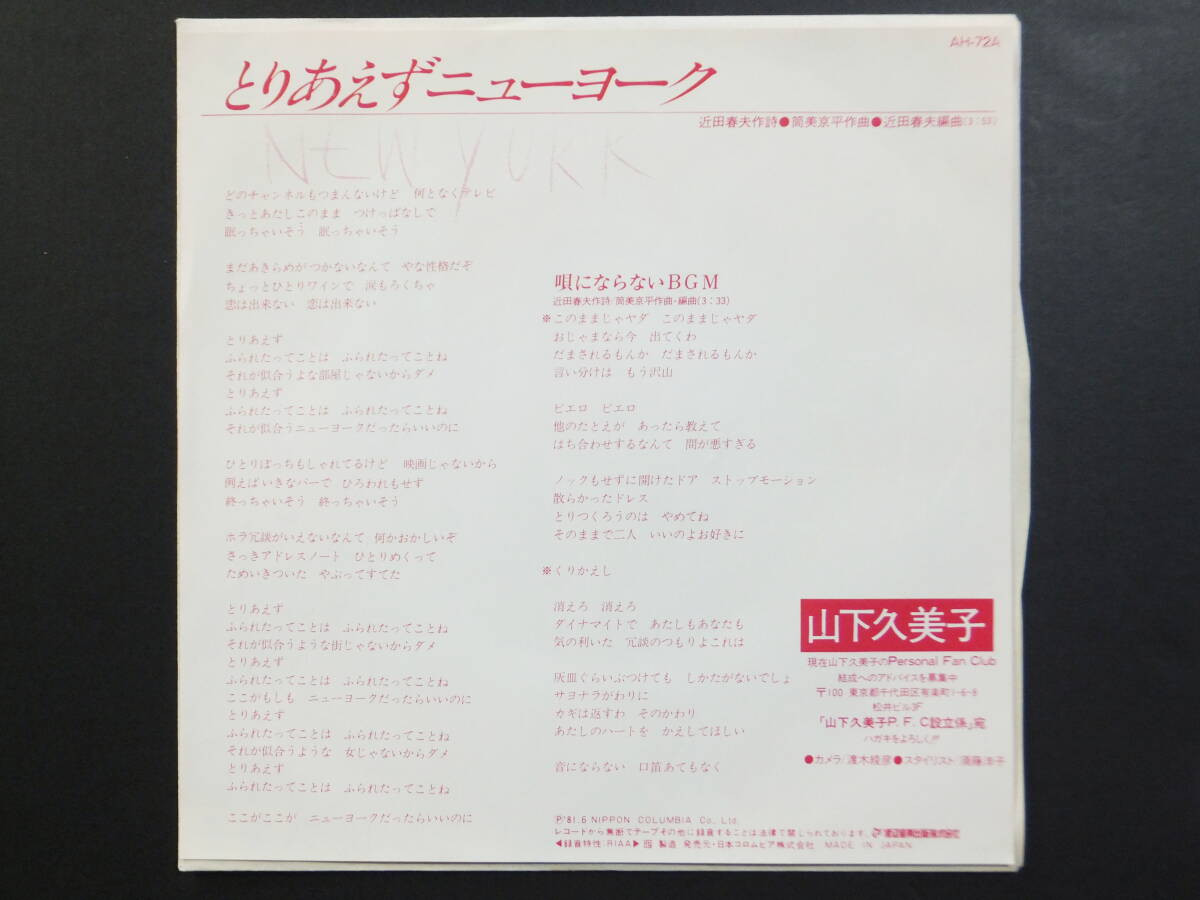 AH-72A
とりあえずニューヨーク
近田春夫作詩●筒美京平作曲●近田春夫編曲(3:53)
NEW YORK
どのチャンネルもつまんないけど 何となくテレビ
きっとあたしこのまま つけっぱなしで
眠っちゃいそう 眠っちゃいそう
まだあきらめがつかないなんて やな性格だぞ
ちょっとひとりワインで 涙もろくちゃ
恋は出来ない 恋は出来ない
とりあえず
ふられたってことは ふられたってことね
それが似合うよな部屋じゃないからダメ
とりあえず
ふられたってことは ふられたってことね
それが似合うニューヨークだったらいいのに
ひとりぼっちもしゃれてるけど 映画じゃないから
例えばいきなバーで ひろわれもせず
終っちゃいそう 終っちゃいそう
ホラ冗談がいえないなんて 何かおかしいぞ
さっきアドレスノート ひとりめくって
ためいきついた やぶってすてた
とりあえず
ふられたってことは ふられたってことね
それが似合うような街じゃないからダメ
とりあえず
ふられたってことは ふられたってことね
ここがもしも ニューヨークだったらいいのに
とりあえず
ふられたってことは ふられたってことね
それが似合うような 女じゃないからダメ
とりあえず
ふられたってことは ふられたってことね
ここがここが ニューヨークだったらいいのに
唄にならないBGM
近田春夫作詩/筒美京平作曲・編曲(3:33)
※このままじゃヤダ このままじゃヤダ
おじゃまなら今 出てくわ
だまされるもんか だまされるもんか
言い分けは もう沢山
ピエロ ピエロ
他のたとえが あったら教えて
はち合わせするなんて 間が悪すぎる
ノックもせずに開けたドア ストップモーション
散らかったドレス
とりつくろうのは やめてね
そのままで二人 いいのよお好きに
※くりかえし
消えろ 消えろ
ダイナマイトで あたしもあなたも
気の利いた 冗談のつもりよこれは
灰皿ぐらいぶつけても しかたがないでしょ
サヨナラがわりに
カギは返すわ そのかわり
あたしのハートを かえしてほしい
音にならない 口笛あてもなく
山下久美子
現在山下久美子のPersonal Fan Club
結成へのアドバイスを募集中
〒100 東京都千代田区有楽町1-6-8
松井ビル3F
「山下久美子P.F.C設立係」宛
ハガキをよろしく!!!
●カメラ/渡木綾彦●スタイリスト/須藤 子
Ⓟ'81.6 NIPPON COLUMBIA Co., Ltd.
レコードから無断でテープその他に録音することは法律で禁じられております。 渡辺音楽出版株式会社
◀録音特性:RIAA▶ 製造 発売元・日本コロムビア株式会社 MADE IN JAPAN